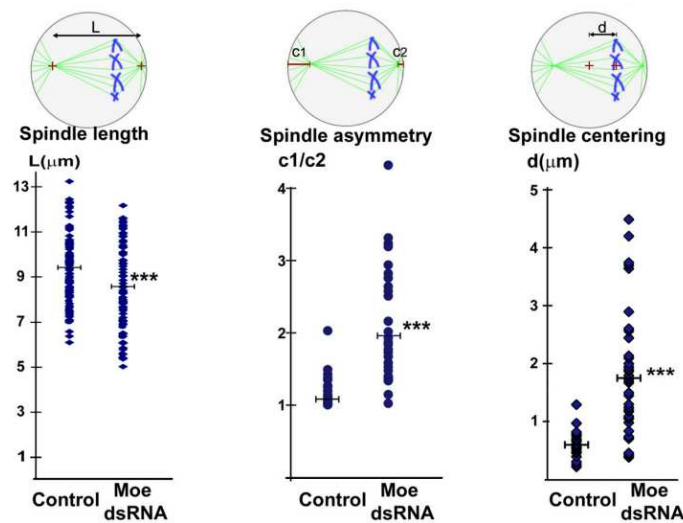 L
c1
c2
d
Spindle length
Spindle asymmetry
Spindle centering
L(μm)
c1/c2
d(μm)
13
11
9
7
5
3
1
***
Control
Moe
dsRNA
4
3
2
1
***
Control
Moe
dsRNA
5
4
3
2
1
***
Control
Moe
dsRNA